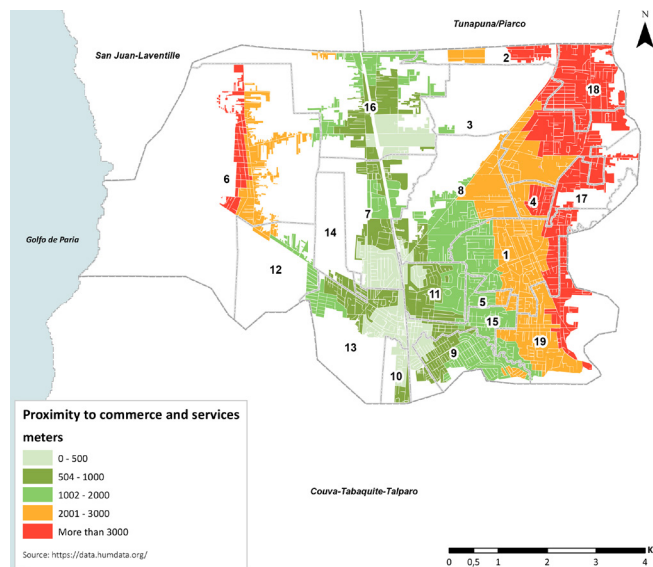 Tunapuna/Piarco
N
San Juan-Laventille
2
18
16
3
6
8
4
17
7
14
Golfo de Paria
1
12
11
5
15
13
19
9
10
Proximity to commerce and services
meters
0 - 500
504 - 1000
1002 - 2000
2001 - 3000
More than 3000
Source: https://data.humdata.org/
Couva-Tabaquite-Talparo
K
0 0,5 1 2 3 4